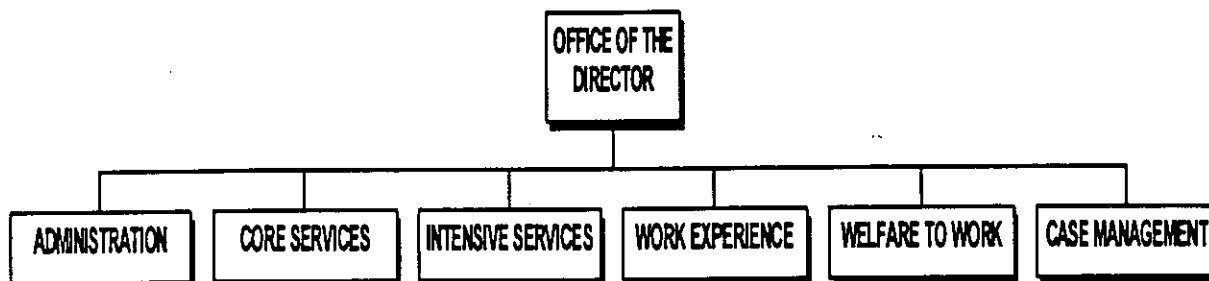 OFFICE OF THE
DIRECTOR
ADMINISTRATION
CORE SERVICES
INTENSIVE SERVICES
WORK EXPERIENCE
WELFARE TO WORK
CASE MANAGEMENT